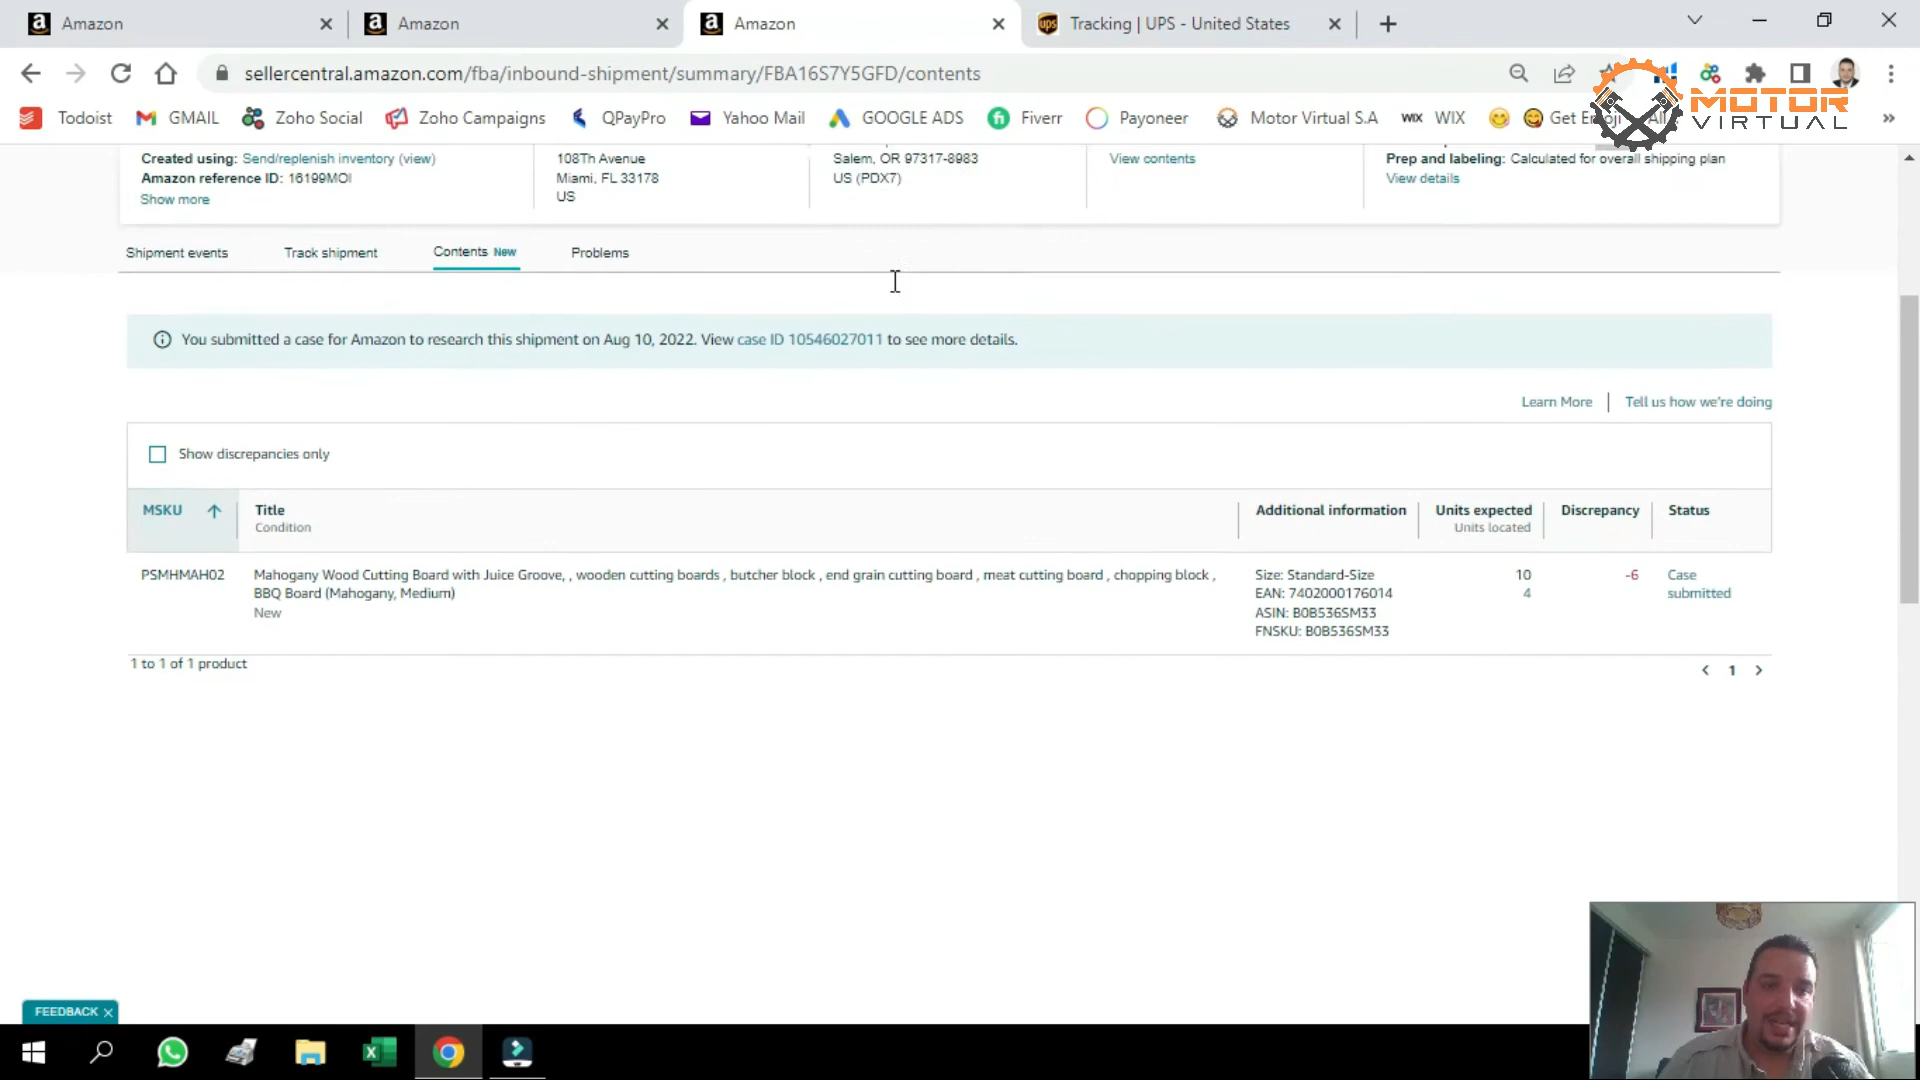 Amazon
Amazon
Amazon
Tracking | UPS - United States
sellercentral.amazon.com/fba/inbound-shipment/summary/FBA16S7Y5GFD/contents
Todoist
GMAIL
Zoho Social
Zoho Campaigns
QPayPro
Yahoo Mail
GOOGLE ADS
Fiverr
Payoneer
Motor Virtual S.A
WIX WIX
Get Emoji
MOTOR
VIRTUAL
Created using: Send/replenish inventory (view)
Amazon reference ID: 16199MOI
Show more
108Th Avenue
Miami, FL 33178
US
Salem, OR 97317-8983
US (PDX7)
View contents
Prep and labeling: Calculated for overall shipping plan
View details
Shipment events
Track shipment
Contents New
Problems
You submitted a case for Amazon to research this shipment on Aug 10, 2022. View case ID 10546027011 to see more details.
Learn More | Tell us how we're doing
Show discrepancies only
MSKU
Title
Condition
Additional information
Units expected
Units located
Discrepancy
Status
PSMHMAH02
Mahogany Wood Cutting Board with Juice Groove, , wooden cutting boards , butcher block , end grain cutting board , meat cutting board , chopping block ,
BBQ Board (Mahogany, Medium)
New
Size: Standard-Size
EAN: 7402000176014
ASIN: B0B536SM33
FNSKU: B0B536SM33
10
4
-6
Case
submitted
1 to 1 of 1 product
1
FEEDBACK